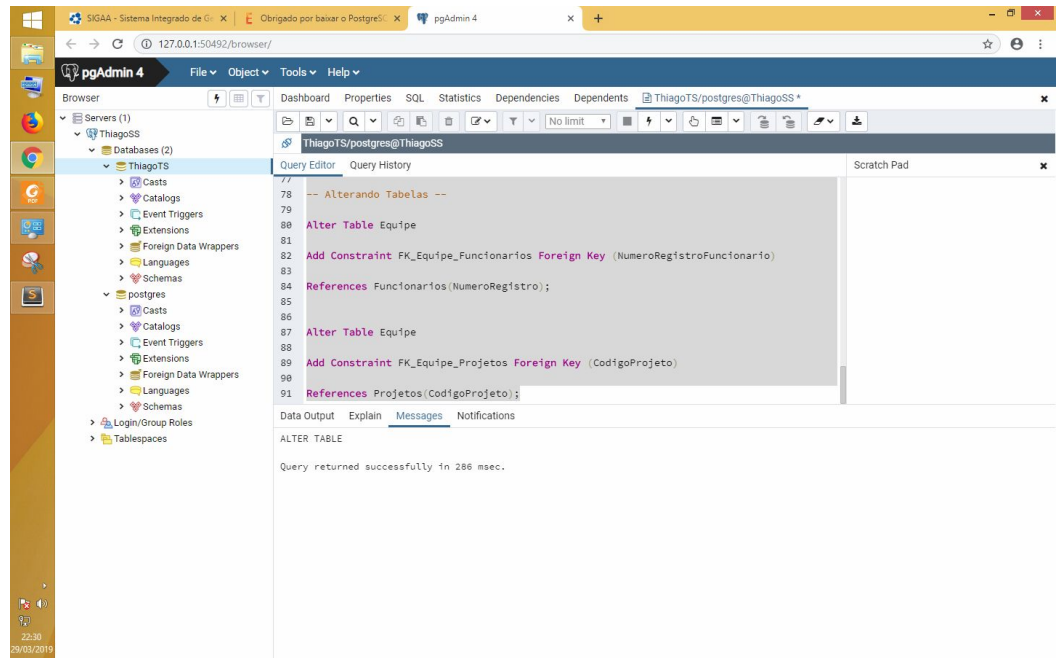 SIGAA - Sistema Integrado de Ge
Obrigado por baixar o PostgreSC
pgAdmin 4
127.0.0.1:50492/browser/
pgAdmin 4 File Object Tools Help
Browser
Dashboard Properties SQL Statistics Dependencies Dependents ThiagoTS/postgres@ThiagoSS *
No limit
ThiagoTS/postgres@ThiagoSS
Query Editor Query History
Scratch Pad
Servers (1)
ThiagoSS
Databases (2)
ThiagoTS
Casts
Catalogs
Event Triggers
Extensions
Foreign Data Wrappers
Languages
Schemas
postgres
Casts
Catalogs
Event Triggers
Extensions
Foreign Data Wrappers
Languages
Schemas
Login/Group Roles
Tablespaces
77
78 -- Alterando Tabelas --
79
80 Alter Table Equipe
81
82 Add Constraint FK_Equipe_Funcionarios Foreign Key (NumeroRegistroFuncionario)
83
84 References Funcionarios(NumeroRegistro);
85
86
87 Alter Table Equipe
88
89 Add Constraint FK_Equipe_Projetos Foreign Key (CodigoProjeto)
90
91 References Projetos(CodigoProjeto);
Data Output Explain Messages Notifications
ALTER TABLE
Query returned successfully in 286 msec.
22:30
29/03/2019